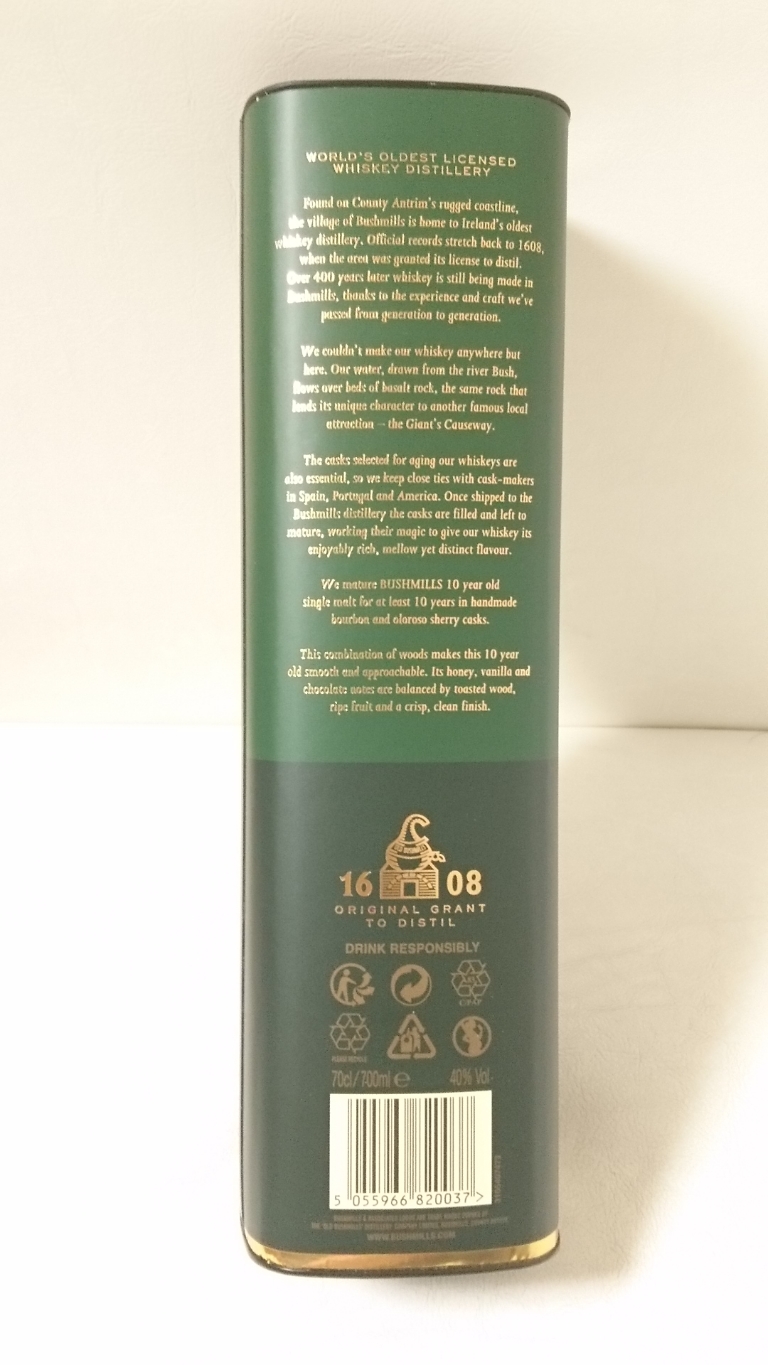 WORLD'S OLDEST LICENSED
WHISKEY DISTILLERY
Found on County Antrim's rugged coastline,
the village of Bushmills is home to Ireland's oldest
whiskey distillery. Official records stretch back to 1608,
when the area was granted its license to distil.
Over 400 years later whiskey is still being made in
Bushmills, thanks to the experience and craft we've
passed from generation to generation.
We couldn't make our whiskey anywhere but
here. Our water, drawn from the river Bush,
flows over beds of basalt rock, the same rock that
lends its unique character to another famous local
attraction – the Giant's Causeway.
The casks selected for aging our whiskeys are
also essential, so we keep close ties with cask-makers
in Spain, Portugal and America. Once shipped to the
Bushmills distillery the casks are filled and left to
mature, working their magic to give our whiskey its
enjoyably rich, mellow yet distinct flavour.
We mature BUSHMILLS 10 year old
single malt for at least 10 years in handmade
bourbon and oloroso sherry casks.
This combination of woods makes this 10 year
old smooth and approachable. Its honey, vanilla and
chocolate notes are balanced by toasted wood,
ripe fruit and a crisp, clean finish.
16 08
ORIGINAL GRANT
TO DISTIL
DRINK RESPONSIBLY
C/PAP
PLEASE RECYCLE
70cl/700ml e 40% Vol
5 055966 820037 >
WWW.BUSHMILLS.COM